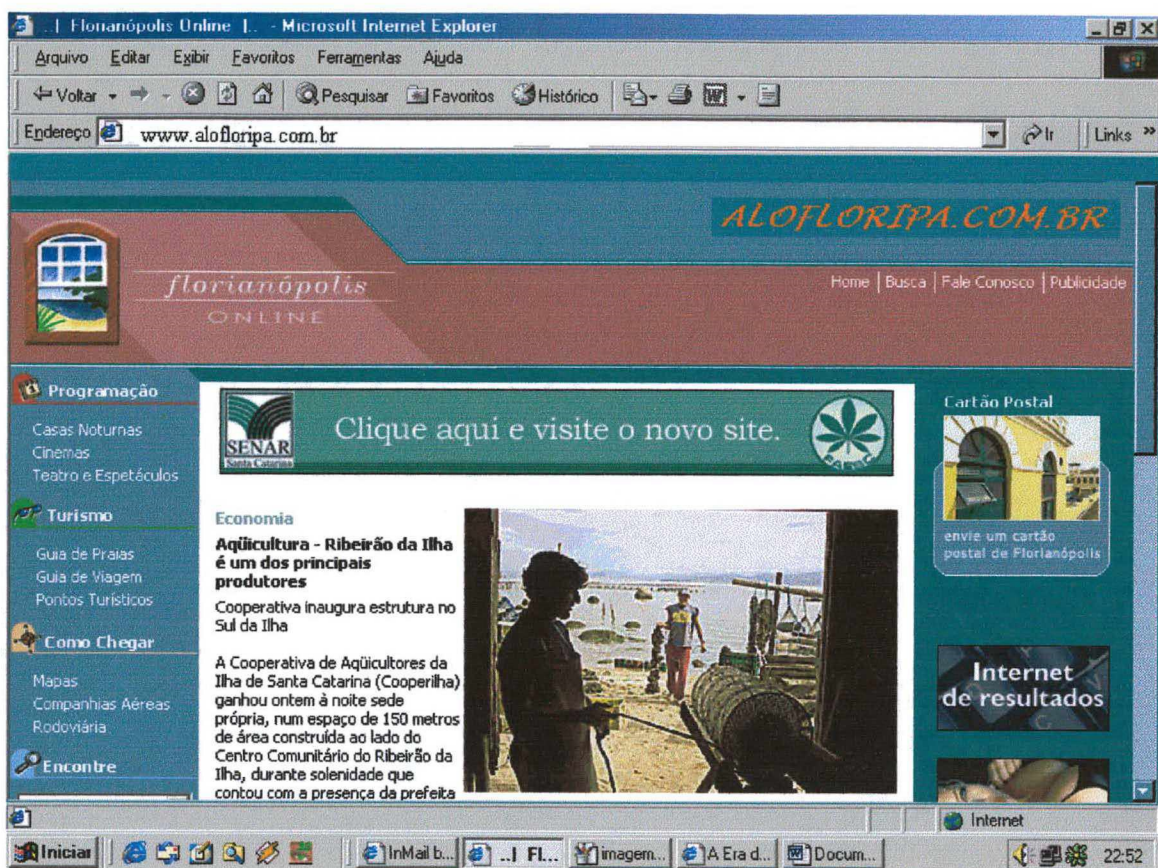 ..| Florianópolis Online |.. - Microsoft Internet Explorer
Arquivo Editar Exibir Favoritos Ferramentas Ajuda
Voltar Pesquisar Favoritos Histórico
Endereço www.alofloripa.com.br Ir Links »
ALOFLORIPA.COM.BR
florianópolis
ONLINE
Home | Busca | Fale Conosco | Publicidade
Programação
Casas Noturnas
Cinemas
Teatro e Espetáculos
Turismo
Guia de Praias
Guia de Viagem
Pontos Turísticos
Como Chegar
Mapas
Companhias Aéreas
Rodoviária
Encontre
SENAR
Santa Catarina
Clique aqui e visite o novo site.
Economia
Aqüicultura - Ribeirão da Ilha
é um dos principais
produtores
Cooperativa inaugura estrutura no
Sul da Ilha
A Cooperativa de Aqüicultores da
Ilha de Santa Catarina (Cooperilha)
ganhou ontem à noite sede
própria, num espaço de 150 metros
de área construída ao lado do
Centro Comunitário do Ribeirão da
Ilha, durante solenidade que
contou com a presença da prefeita
Cartão Postal
envie um cartão
postal de Florianópolis
Internet
de resultados
Internet
Iniciar InMail b... ..| Fl... imagem... A Era d... Docum... 22:52